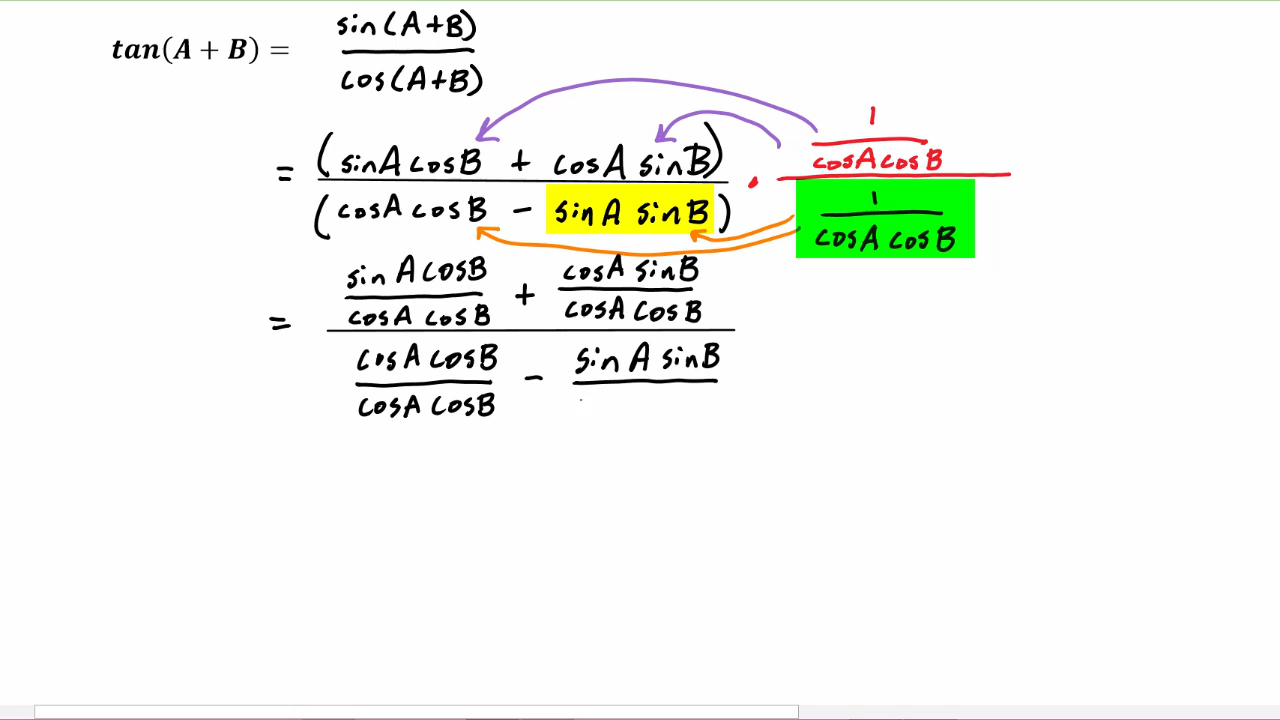 tan(A + B) = sin(A+B)
cos(A+B)
1
= (sinA cosB + cosA sinB) . cosA cosB
(cosA cosB − sinA sinB) 1
cosA cosB
sinA cosB cosA sinB
= cosA cosB + cosA cosB
cosA cosB − sinA sinB
cosA cosB